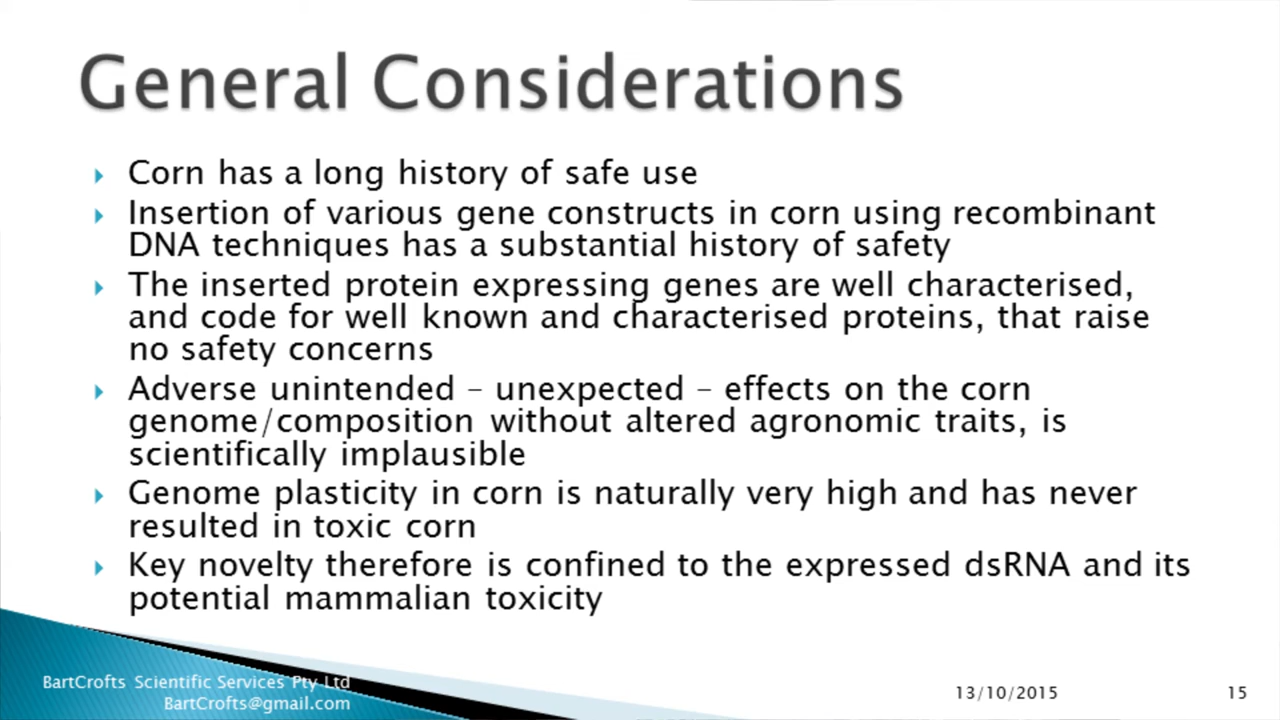 General Considerations
Corn has a long history of safe use
Insertion of various gene constructs in corn using recombinant
DNA techniques has a substantial history of safety
The inserted protein expressing genes are well characterised,
and code for well known and characterised proteins, that raise
no safety concerns
Adverse unintended – unexpected – effects on the corn
genome/composition without altered agronomic traits, is
scientifically implausible
Genome plasticity in corn is naturally very high and has never
resulted in toxic corn
Key novelty therefore is confined to the expressed dsRNA and its
potential mammalian toxicity
BartCrofts Scientific Services Pty Ltd
BartCrofts@gmail.com
13/10/2015
15